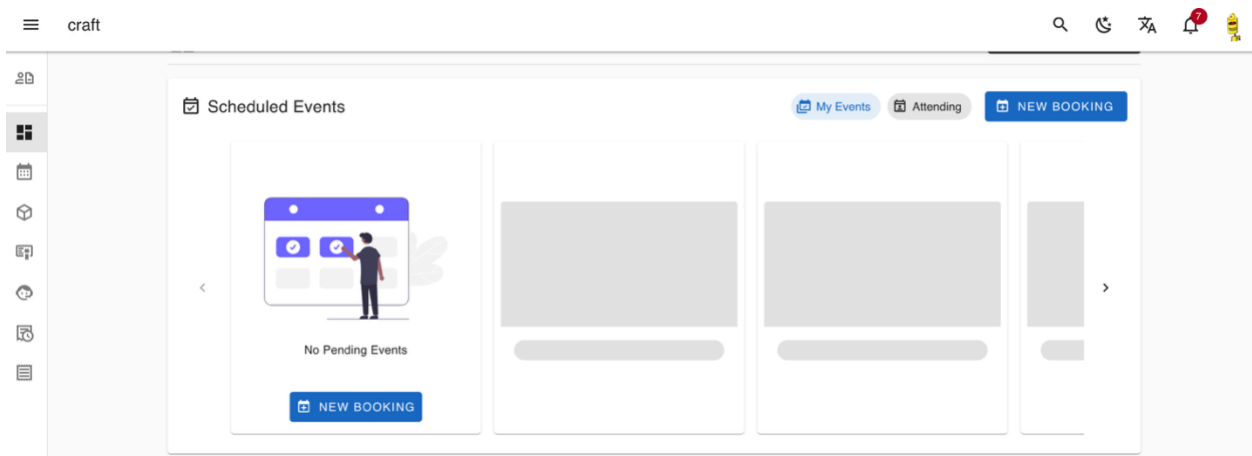 craft
7
Scheduled Events
My Events
Attending
NEW BOOKING
No Pending Events
NEW BOOKING